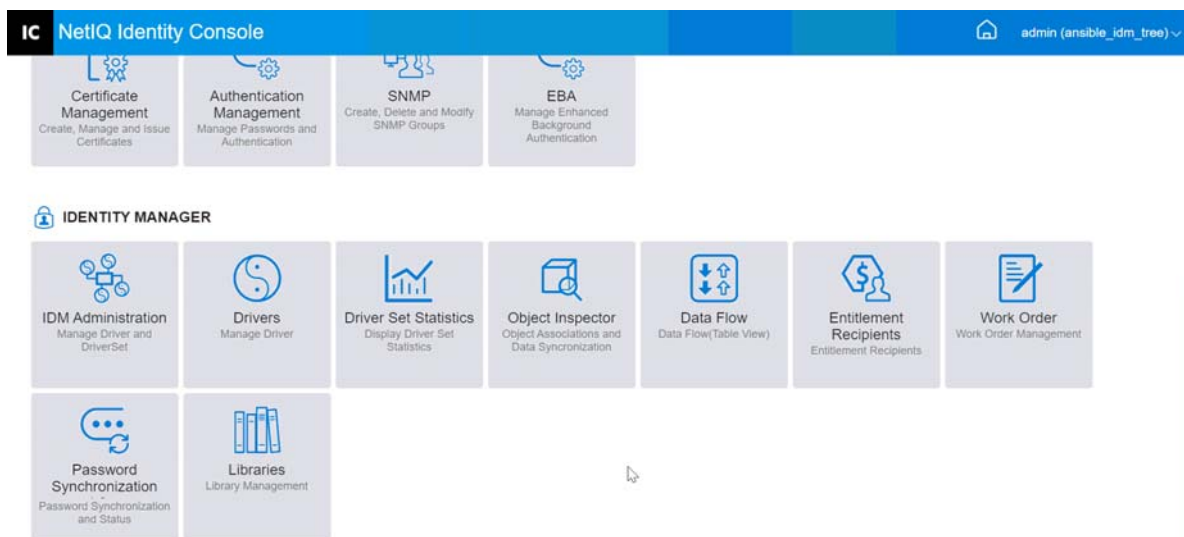 IC NetIQ Identity Console admin (ansible_idm_tree)
Certificate Management
Create, Manage and Issue Certificates
Authentication Management
Manage Passwords and Authentication
SNMP
Create, Delete and Modify SNMP Groups
EBA
Manage Enhanced Background Authentication
IDENTITY MANAGER
IDM Administration
Manage Driver and DriverSet
Drivers
Manage Driver
Driver Set Statistics
Display Driver Set Statistics
Object Inspector
Object Associations and Data Syncronization
Data Flow
Data Flow(Table View)
Entitlement Recipients
Entitlement Recipients
Work Order
Work Order Management
Password Synchronization
Password Synchronization and Status
Libraries
Library Management